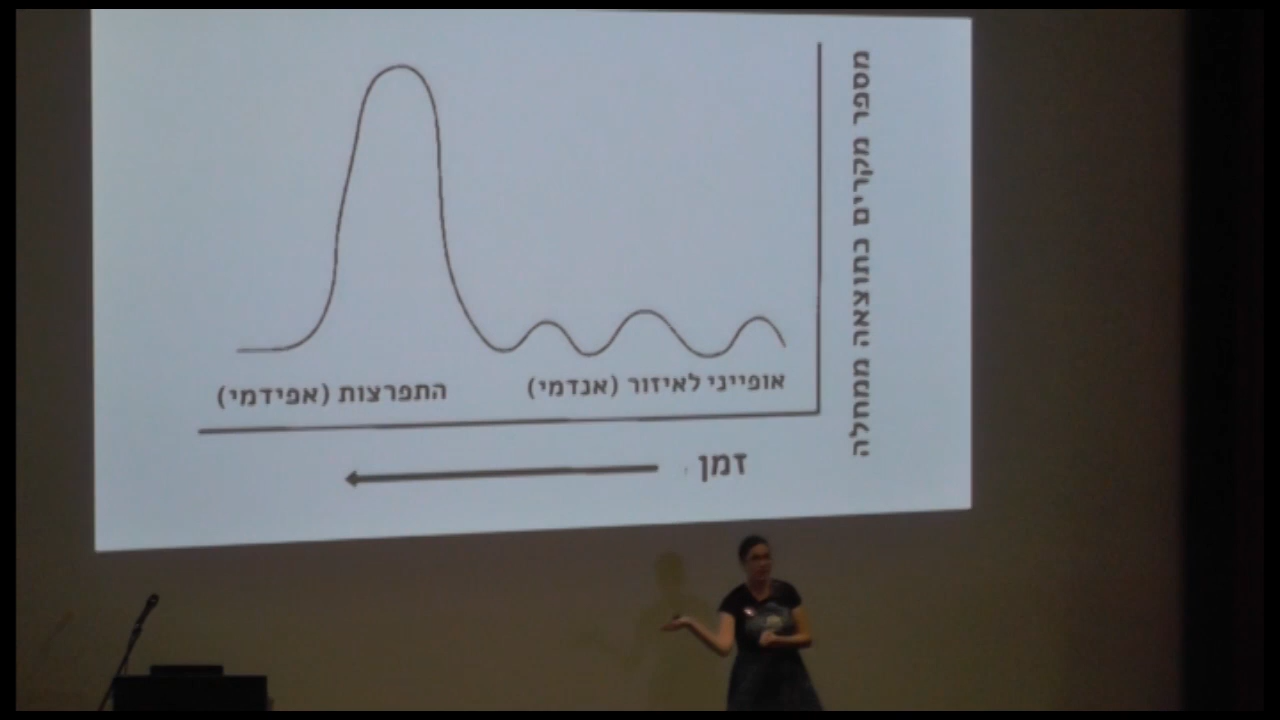 מספר מקרים כתוצאה ממחלה
אופייני לאיזור (אנדמי)
התפרצות (אפידמי)
זמן